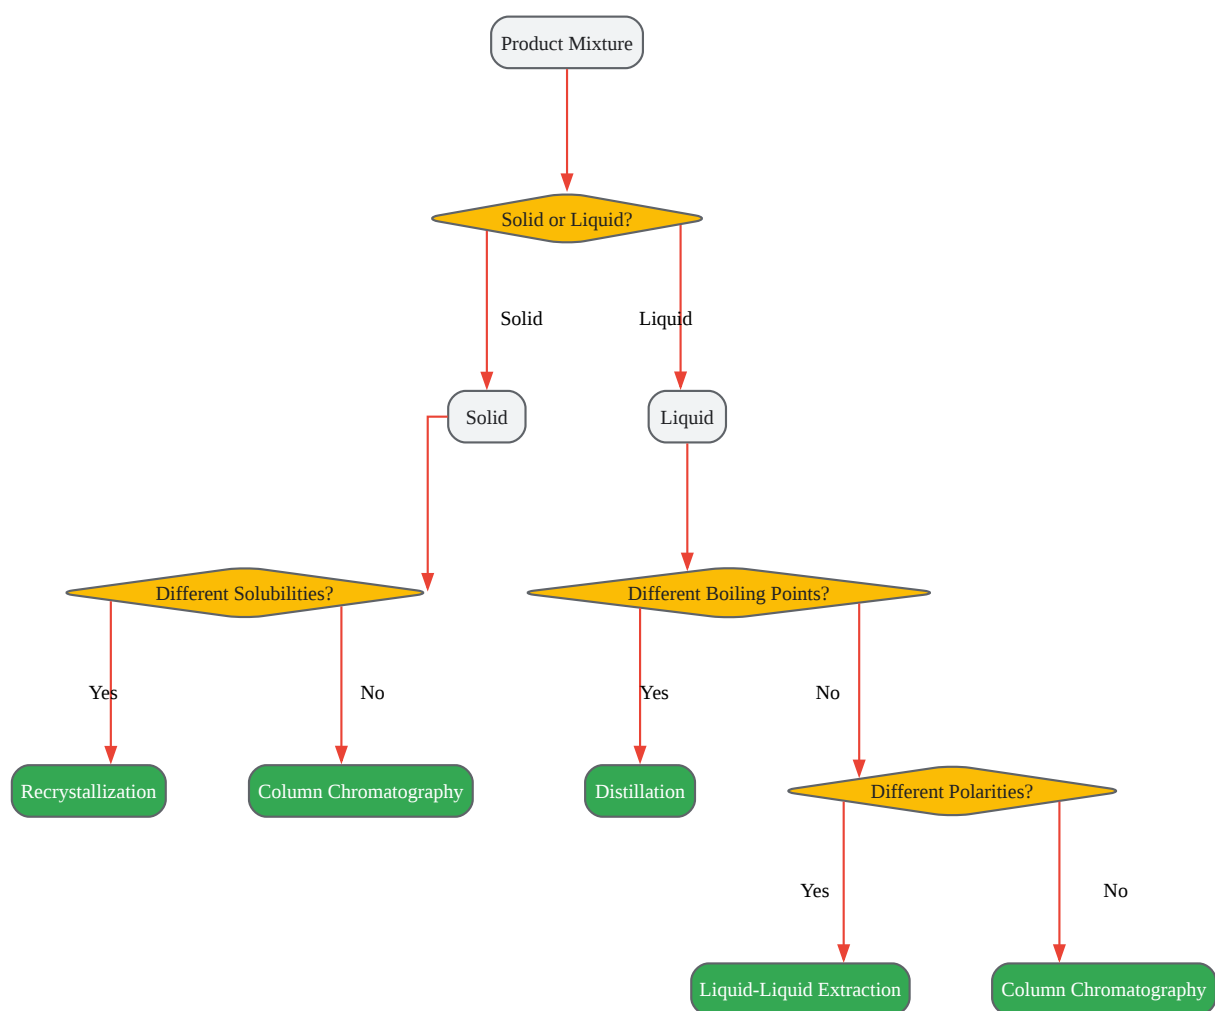 Product Mixture
Solid or Liquid?
Solid
Liquid
Solid
Liquid
Different Solubilities?
Different Boiling Points?
Yes
No
Yes
No
Recrystallization
Column Chromatography
Distillation
Different Polarities?
Yes
No
Liquid-Liquid Extraction
Column Chromatography